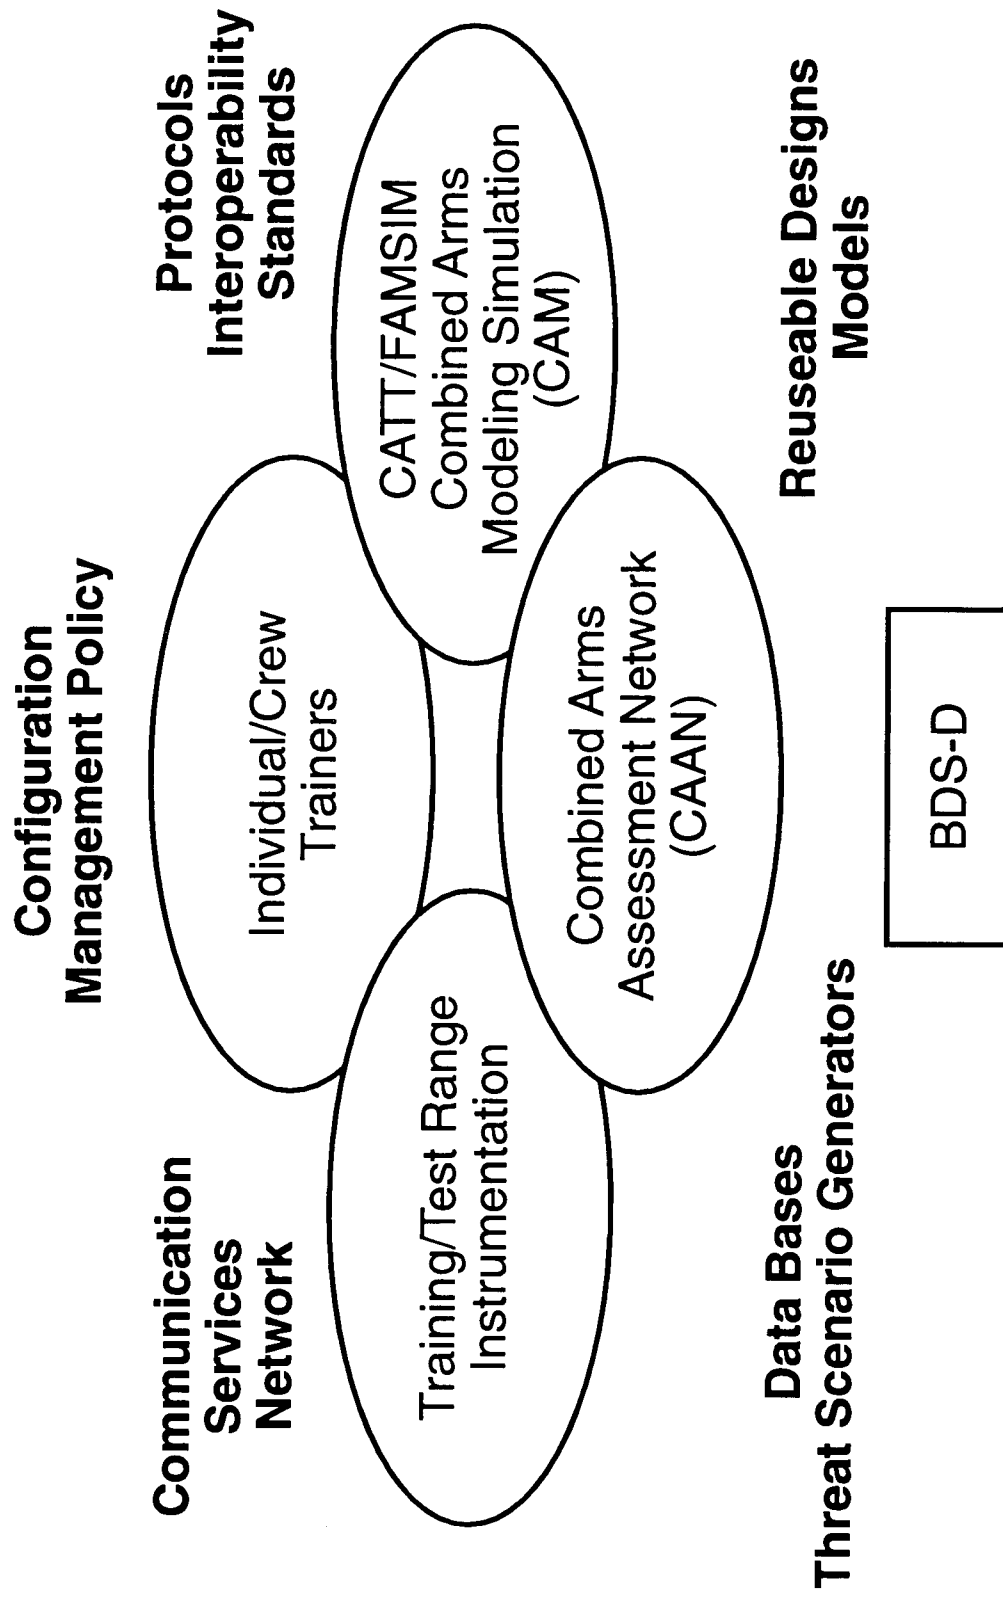 Configuration
Management Policy
Communication
Services
Network
Protocols
Interoperability
Standards
Individual/Crew
Trainers
Training/Test Range
Instrumentation
CATT/FAMSIM
Combined Arms
Modeling Simulation
(CAM)
Combined Arms
Assessment Network
(CAAN)
Data Bases
Threat Scenario Generators
Reuseable Designs
Models
BDS-D